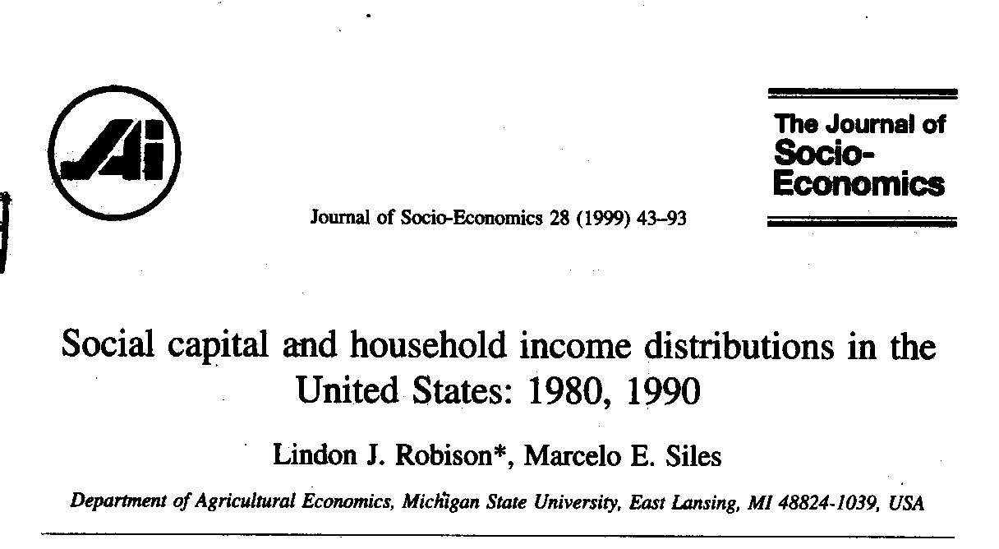 JAi
The Journal of
Socio-
Economics
Journal of Socio-Economics 28 (1999) 43–93
Social capital and household income distributions in the
United States: 1980, 1990
Lindon J. Robison*, Marcelo E. Siles
Department of Agricultural Economics, Michigan State University, East Lansing, MI 48824-1039, USA